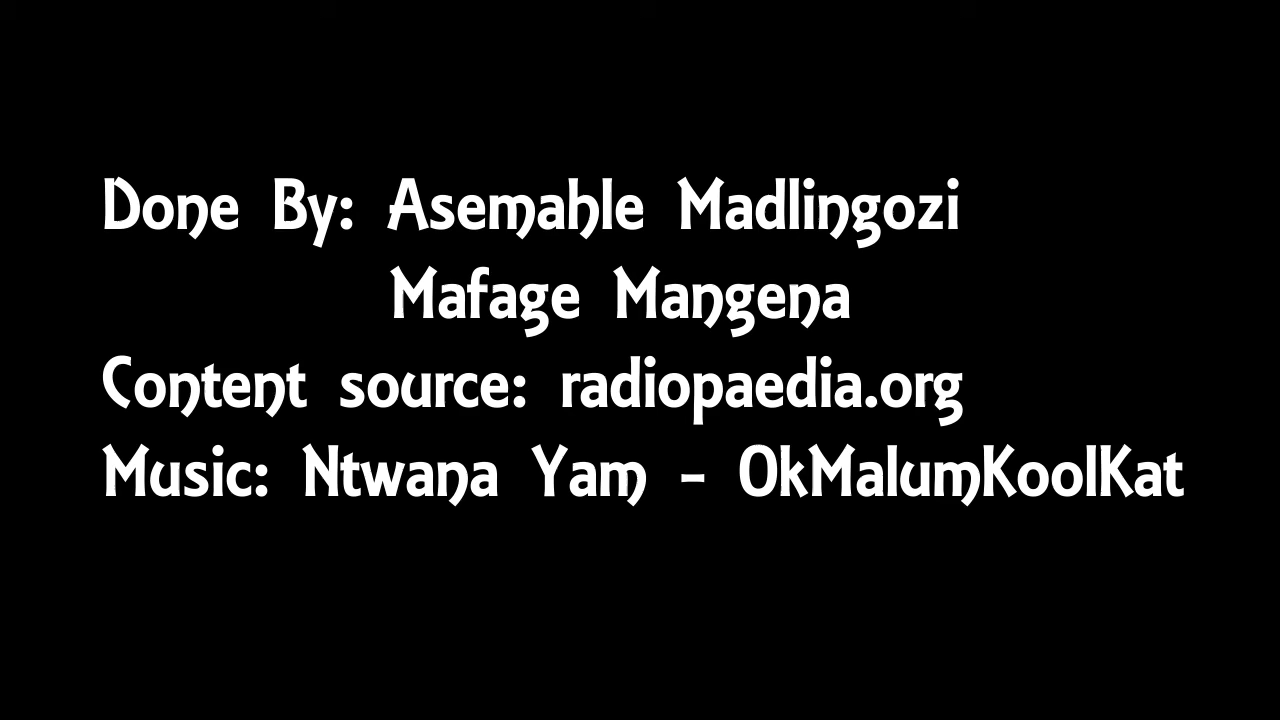 Done By: Asemahle Madlingozi
Mafage Mangena
Content source: radiopaedia.org
Music: Ntwana Yam - OkMalumKoolKat